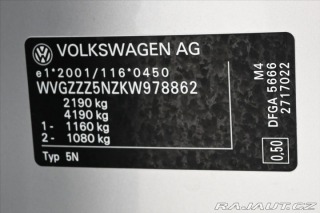 VOLKSWAGEN AG
e1*2001/116*0450
WVGZZZ5NZKW978862
2190 kg
4190 kg
1- 1160 kg
2- 1080 kg
Typ 5N
M4
DFGA 5666
2717022
0,50
RAJAUT.CZ